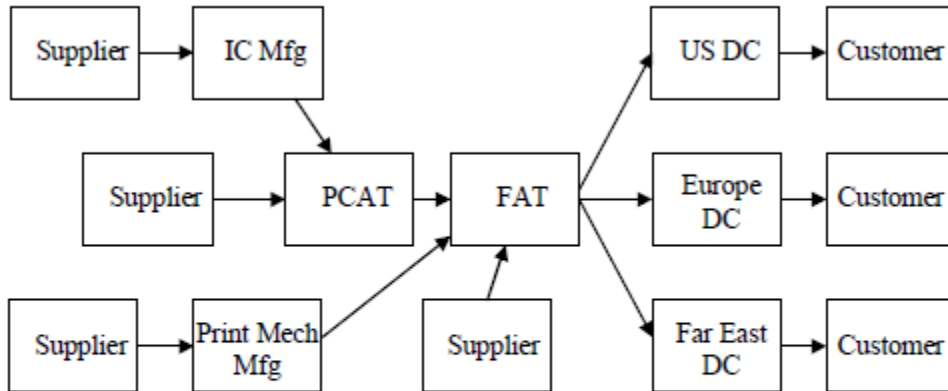 Supplier
IC Mfg
US DC
Customer
Supplier
PCAT
FAT
Europe
DC
Customer
Supplier
Print Mech
Mfg
Supplier
Far East
DC
Customer